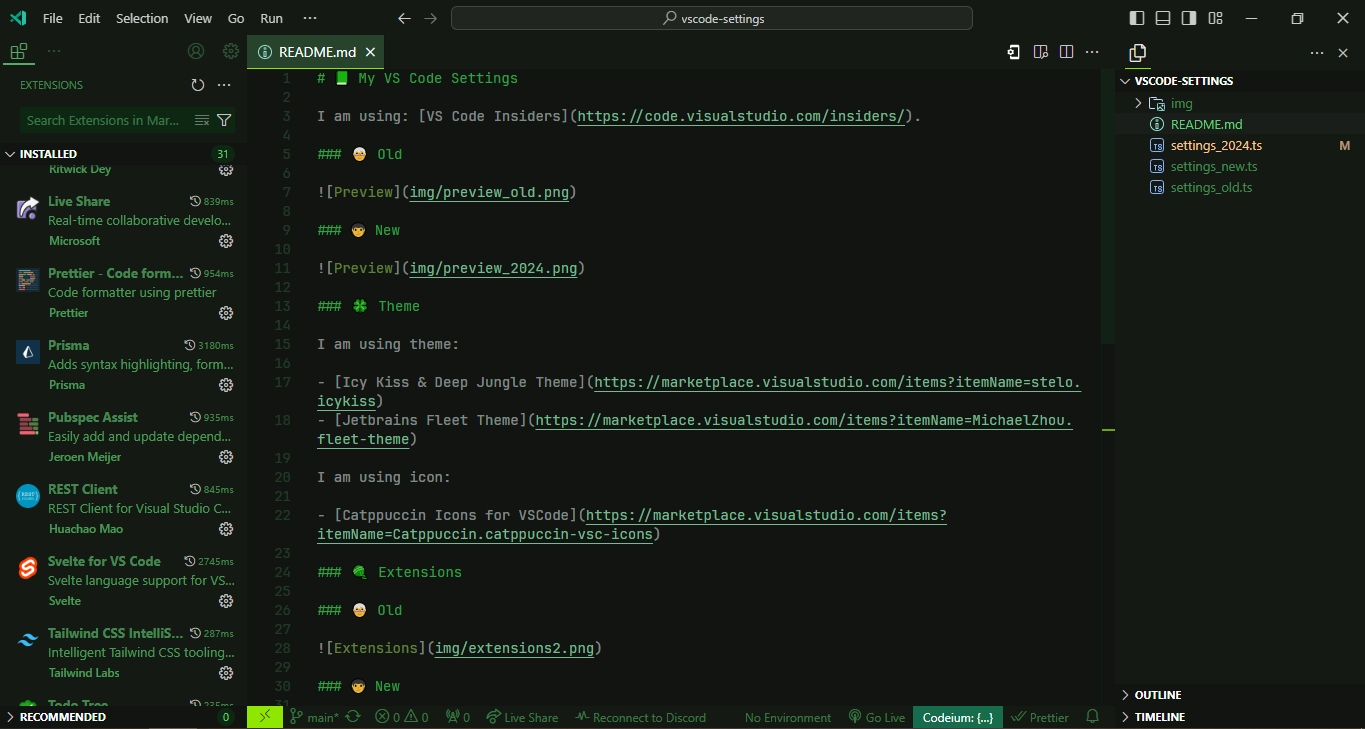 File Edit Selection View Go Run ···
vscode-settings
EXTENSIONS
Search Extensions in Mar...
INSTALLED 31
Ritwick Dey
Live Share 839ms
Real-time collaborative develo...
Microsoft
Prettier - Code form... 954ms
Code formatter using prettier
Prettier
Prisma 3180ms
Adds syntax highlighting, form...
Prisma
Pubspec Assist 935ms
Easily add and update depend...
Jeroen Meijer
REST Client 845ms
REST Client for Visual Studio C...
Huachao Mao
Svelte for VS Code 2745ms
Svelte language support for VS...
Svelte
Tailwind CSS IntelliS... 287ms
Intelligent Tailwind CSS tooling...
Tailwind Labs
Todo Tree 235ms
RECOMMENDED 0
README.md
1 # 📗 My VS Code Settings
2
3 I am using: [VS Code Insiders](https://code.visualstudio.com/insiders/).
4
5 ### 👳 Old
6
7 ![Preview](img/preview_old.png)
8
9 ### 👨 New
10
11 ![Preview](img/preview_2024.png)
12
13 ### 🍀 Theme
14
15 I am using theme:
16
17 - [Icy Kiss & Deep Jungle Theme](https://marketplace.visualstudio.com/items?itemName=stelo.
icykiss)
18 - [Jetbrains Fleet Theme](https://marketplace.visualstudio.com/items?itemName=MichaelZhou.
fleet-theme)
19
20 I am using icon:
21
22 - [Catppuccin Icons for VSCode](https://marketplace.visualstudio.com/items?
itemName=Catppuccin.catppuccin-vsc-icons)
23
24 ### Extensions
25
26 ### 👳 Old
27
28 ![Extensions](img/extensions2.png)
29
30 ### 👨 New
VSCODE-SETTINGS
img
README.md
settings_2024.ts M
settings_new.ts
settings_old.ts
OUTLINE
TIMELINE
main* 0 0 0 Live Share Reconnect to Discord No Environment Go Live Codeium: {...} Prettier